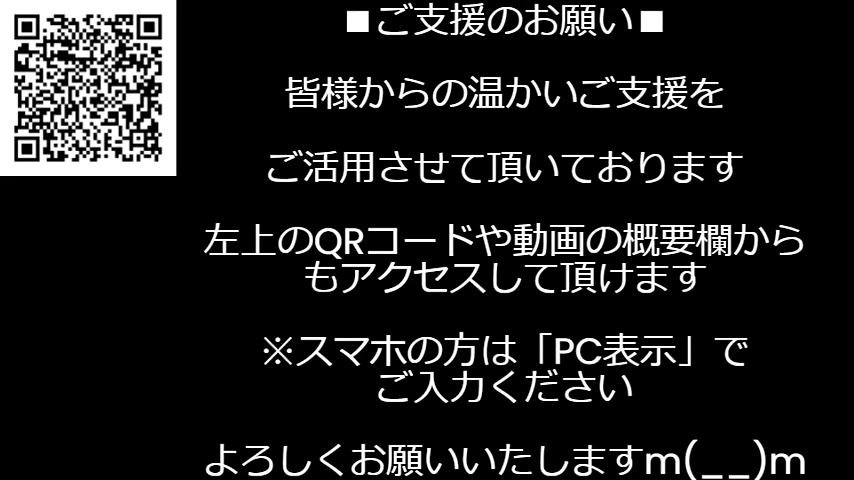 ■ご支援のお願い■
皆様からの温かいご支援を
ご活用させて頂いております
左上のQRコードや動画の概要欄から
もアクセスして頂けます
※スマホの方は「PC表示」で
ご入力ください
よろしくお願いいたしますm(__)m